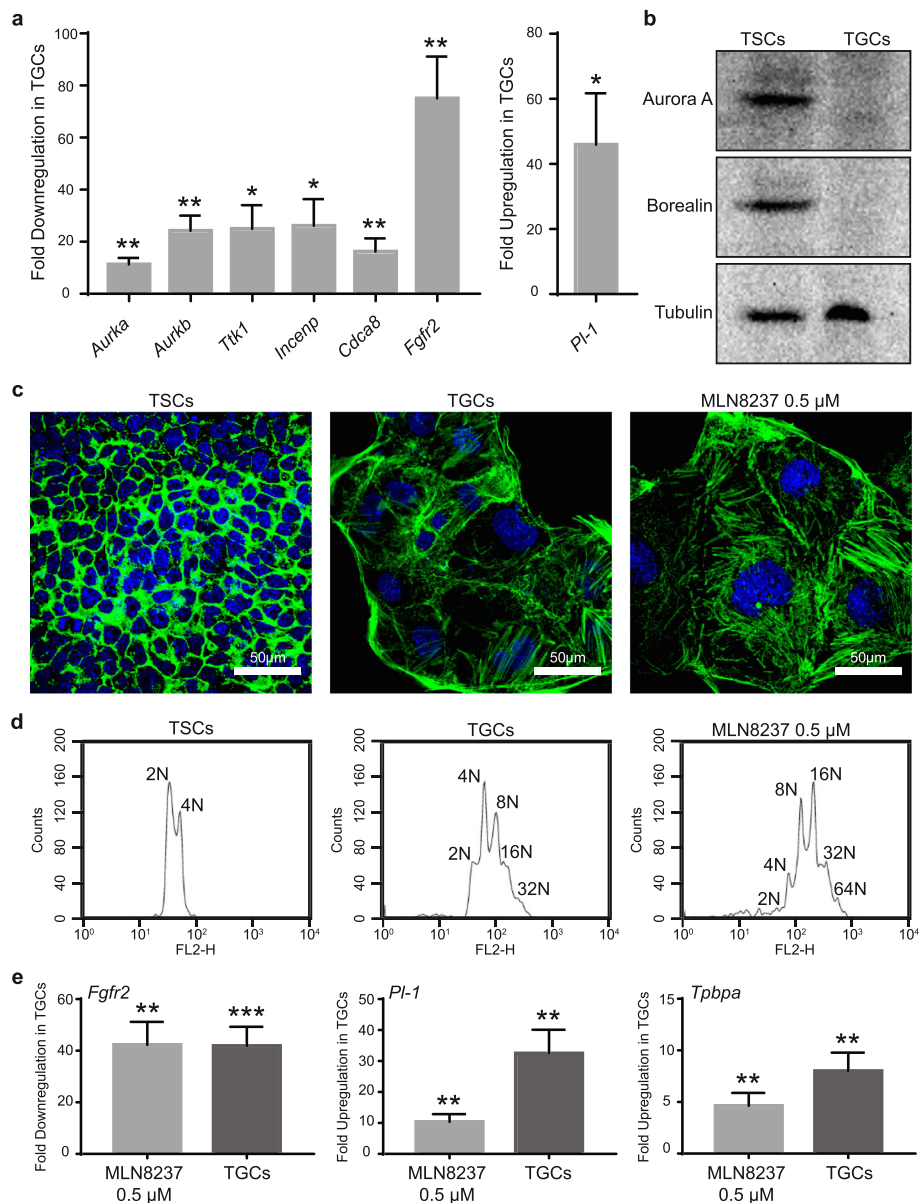 a
Fold Downregulation in TGCs
100
80
60
40
20
0
**
**
*
*
**
**
Aurka
Aurkb
Ttk1
Incenp
Cdca8
Fgfr2
Fold Upregulation in TGCs
80
60
40
20
0
*
Pl-1
b
TSCs TGCs
Aurora A
Borealin
Tubulin
c
TSCs
50μm
TGCs
50μm
MLN8237 0.5 μM
50μm
d
TSCs
Counts
200
160
120
80
40
0
2N
4N
10⁰ 10¹ 10² 10³ 10⁴
FL2-H
TGCs
Counts
200
160
120
80
40
0
4N
8N
2N
16N
32N
10⁰ 10¹ 10² 10³ 10⁴
FL2-H
MLN8237 0.5 μM
Counts
200
160
120
80
40
0
16N
8N
32N
4N
64N
2N
10⁰ 10¹ 10² 10³ 10⁴
FL2-H
e
Fgfr2
Fold Downregulation in TGCs
60
40
20
0
**
***
MLN8237
0.5 μM
TGCs
Pl-1
Fold Upregulation in TGCs
50
40
30
20
10
0
**
**
MLN8237
0.5 μM
TGCs
Tpbpa
Fold Upregulation in TGCs
15
10
5
0
**
**
MLN8237
0.5 μM
TGCs